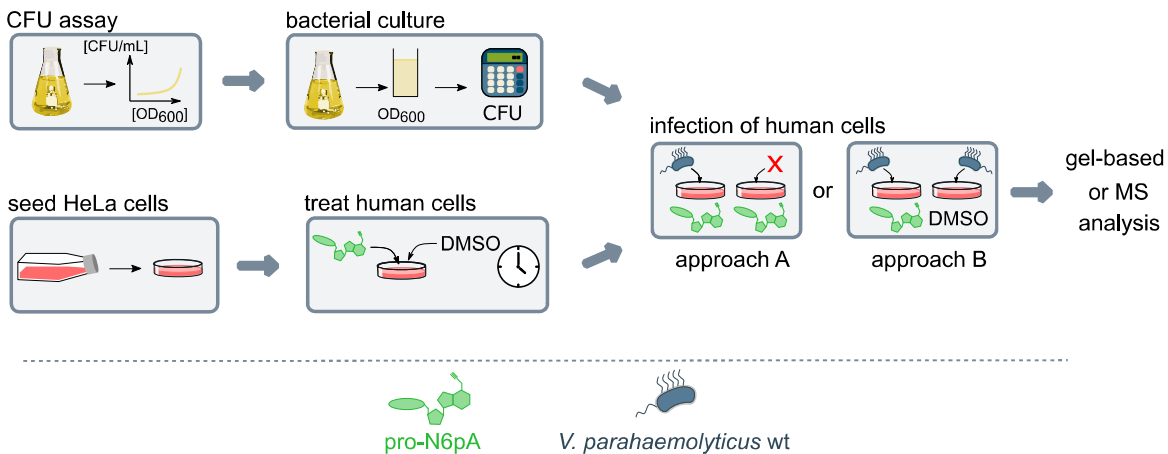 CFU assay
[CFU/mL]
[OD600]
bacterial culture
OD600
CFU
seed HeLa cells
treat human cells
DMSO
infection of human cells
X
or
DMSO
approach A
approach B
gel-based
or MS
analysis
pro-N6pA
V. parahaemolyticus wt